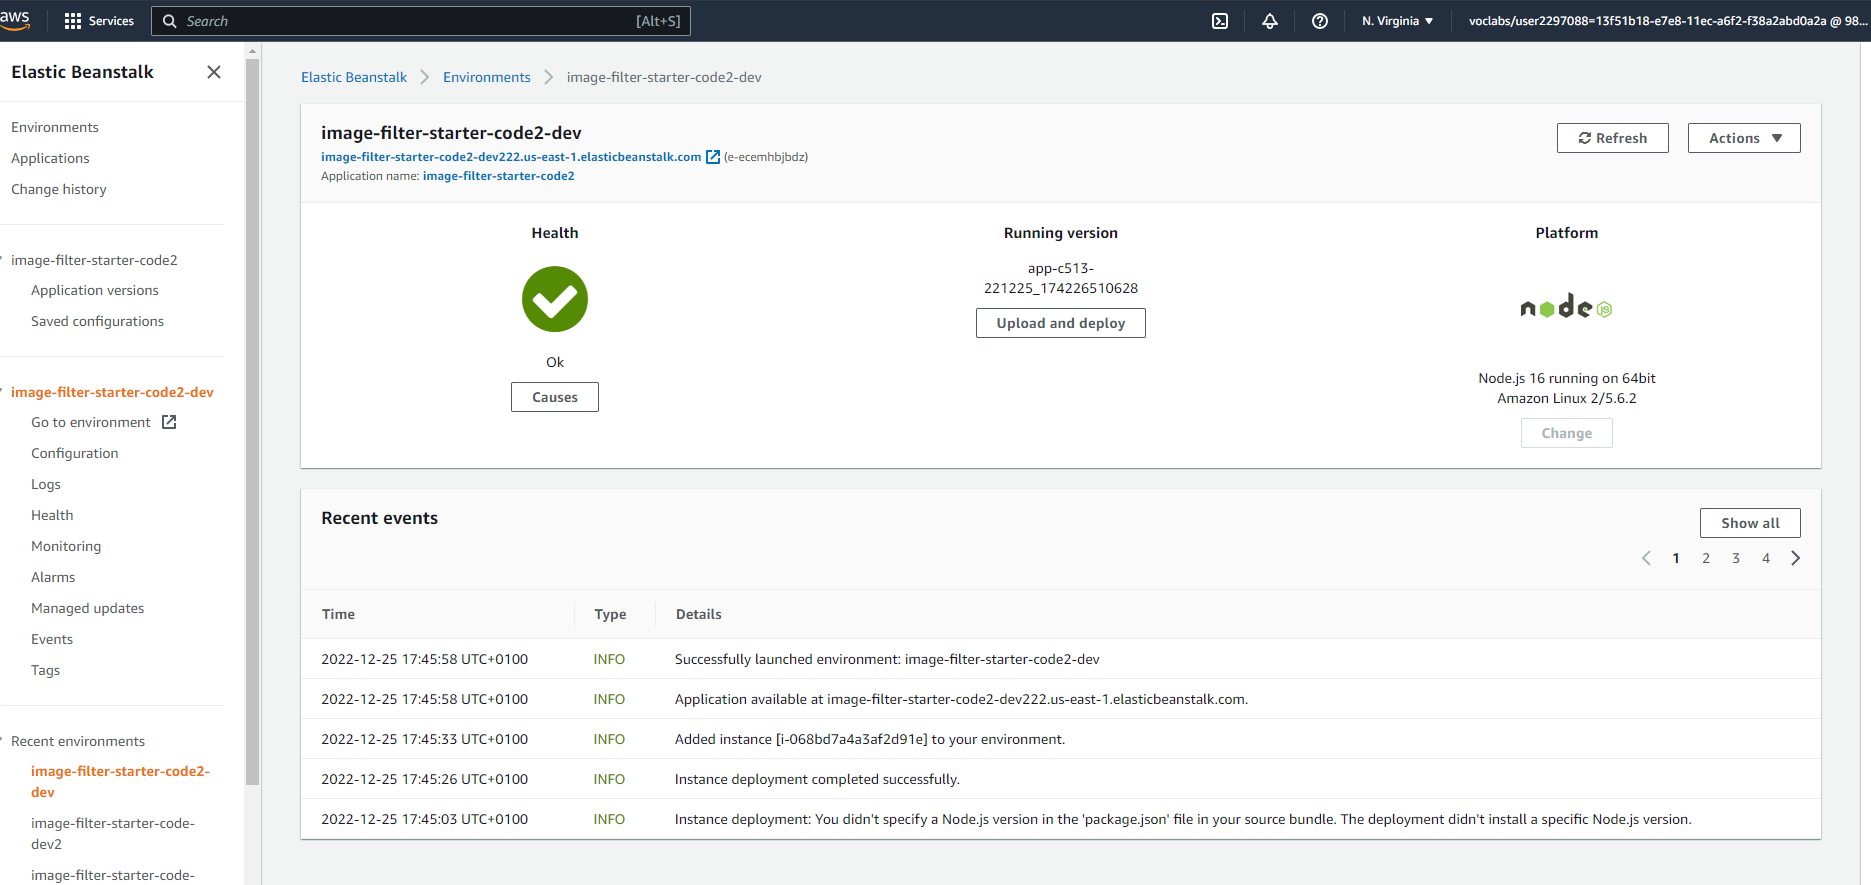 aws
Services
Search
[Alt+S]
N. Virginia
voclabs/user2297088=13f51b18-e7e8-11ec-a6f2-f38a2abd0a2a @ 98...
Elastic Beanstalk
Environments
Applications
Change history
image-filter-starter-code2
Application versions
Saved configurations
image-filter-starter-code2-dev
Go to environment
Configuration
Logs
Health
Monitoring
Alarms
Managed updates
Events
Tags
Recent environments
image-filter-starter-code2-
dev
image-filter-starter-code-
dev2
image-filter-starter-code-
Elastic Beanstalk
Environments
image-filter-starter-code2-dev
image-filter-starter-code2-dev
image-filter-starter-code2-dev222.us-east-1.elasticbeanstalk.com (e-ecemhbjbdz)
Application name: image-filter-starter-code2
Refresh
Actions
Health
Ok
Causes
Running version
app-c513-
221225_174226510628
Upload and deploy
Platform
node JS
Node.js 16 running on 64bit
Amazon Linux 2/5.6.2
Change
Recent events
Show all
1 2 3 4
Time Type Details
2022-12-25 17:45:58 UTC+0100 INFO Successfully launched environment: image-filter-starter-code2-dev
2022-12-25 17:45:58 UTC+0100 INFO Application available at image-filter-starter-code2-dev222.us-east-1.elasticbeanstalk.com.
2022-12-25 17:45:33 UTC+0100 INFO Added instance [i-068bd7a4a3af2d91e] to your environment.
2022-12-25 17:45:26 UTC+0100 INFO Instance deployment completed successfully.
2022-12-25 17:45:03 UTC+0100 INFO Instance deployment: You didn't specify a Node.js version in the 'package.json' file in your source bundle. The deployment didn't install a specific Node.js version.